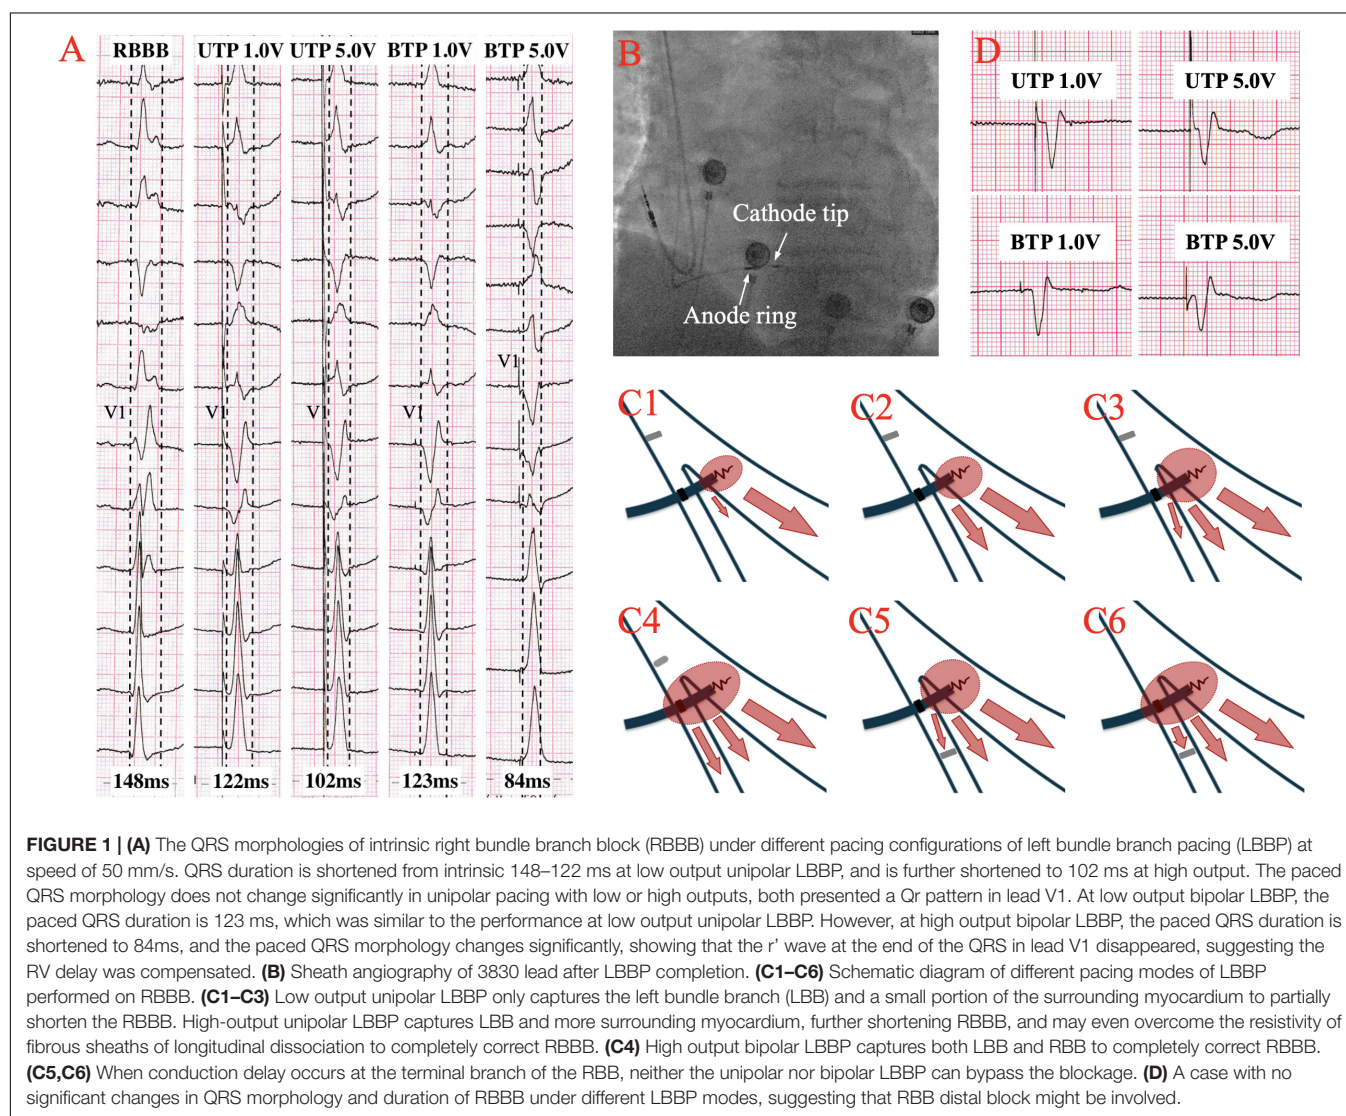 A
RBBB
UTP 1.0V
UTP 5.0V
BTP 1.0V
BTP 5.0V
V1
V1
V1
V1
V1
148ms
122ms
102ms
123ms
84ms
B
Cathode tip
Anode ring
D
UTP 1.0V
UTP 5.0V
BTP 1.0V
BTP 5.0V
C1
C2
C3
C4
C5
C6
FIGURE 1 | (A) The QRS morphologies of intrinsic right bundle branch block (RBBB) under different pacing configurations of left bundle branch pacing (LBBP) at
speed of 50 mm/s. QRS duration is shortened from intrinsic 148–122 ms at low output unipolar LBBP, and is further shortened to 102 ms at high output. The paced
QRS morphology does not change significantly in unipolar pacing with low or high outputs, both presented a Qr pattern in lead V1. At low output bipolar LBBP, the
paced QRS duration is 123 ms, which was similar to the performance at low output unipolar LBBP. However, at high output bipolar LBBP, the paced QRS duration is
shortened to 84ms, and the paced QRS morphology changes significantly, showing that the r’ wave at the end of the QRS in lead V1 disappeared, suggesting the
RV delay was compensated. (B) Sheath angiography of 3830 lead after LBBP completion. (C1–C6) Schematic diagram of different pacing modes of LBBP
performed on RBBB. (C1–C3) Low output unipolar LBBP only captures the left bundle branch (LBB) and a small portion of the surrounding myocardium to partially
shorten the RBBB. High-output unipolar LBBP captures LBB and more surrounding myocardium, further shortening RBBB, and may even overcome the resistivity of
fibrous sheaths of longitudinal dissociation to completely correct RBBB. (C4) High output bipolar LBBP captures both LBB and RBB to completely correct RBBB.
(C5,C6) When conduction delay occurs at the terminal branch of the RBB, neither the unipolar nor bipolar LBBP can bypass the blockage. (D) A case with no
significant changes in QRS morphology and duration of RBBB under different LBBP modes, suggesting that RBB distal block might be involved.